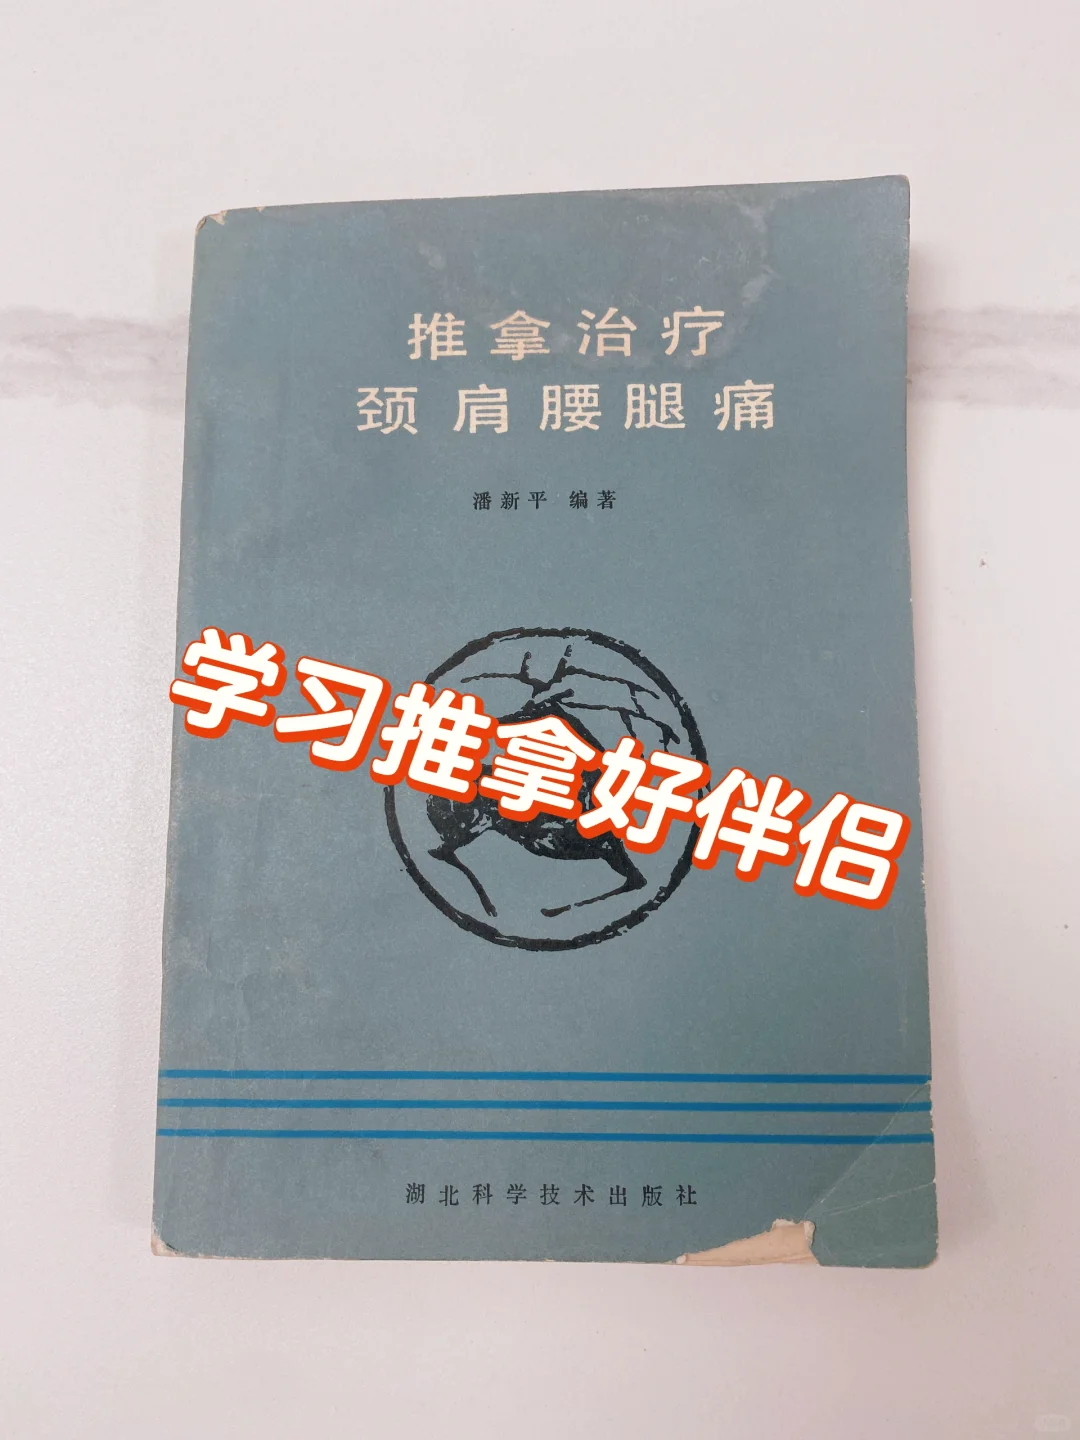 推拿治疗
颈肩腰腿痛
潘新平 编著
学习推拿好伴侣
湖北科学技术出版社